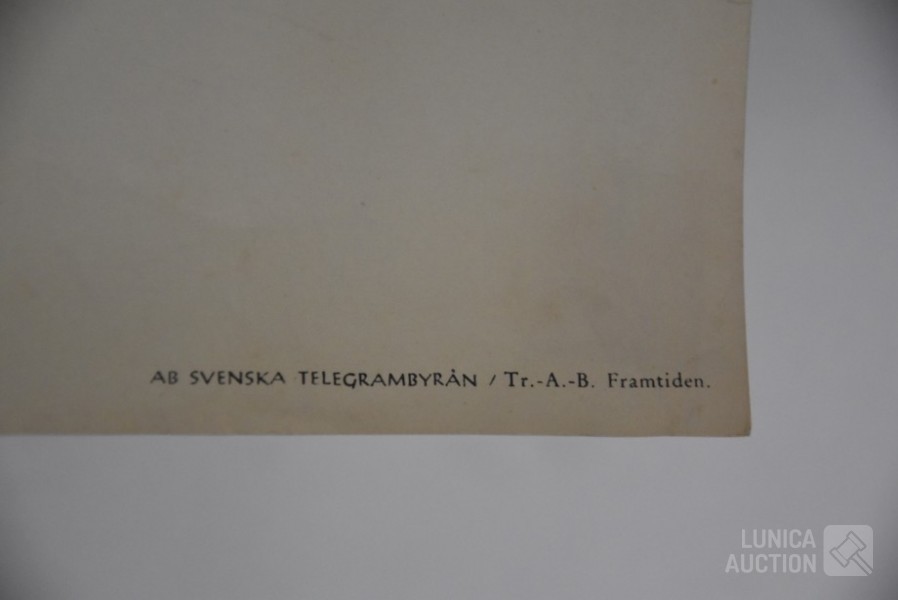 AB SVENSKA TELEGRAMBYRÅN / Tr.-A.-B. Framtiden.
LUNICA
AUCTION